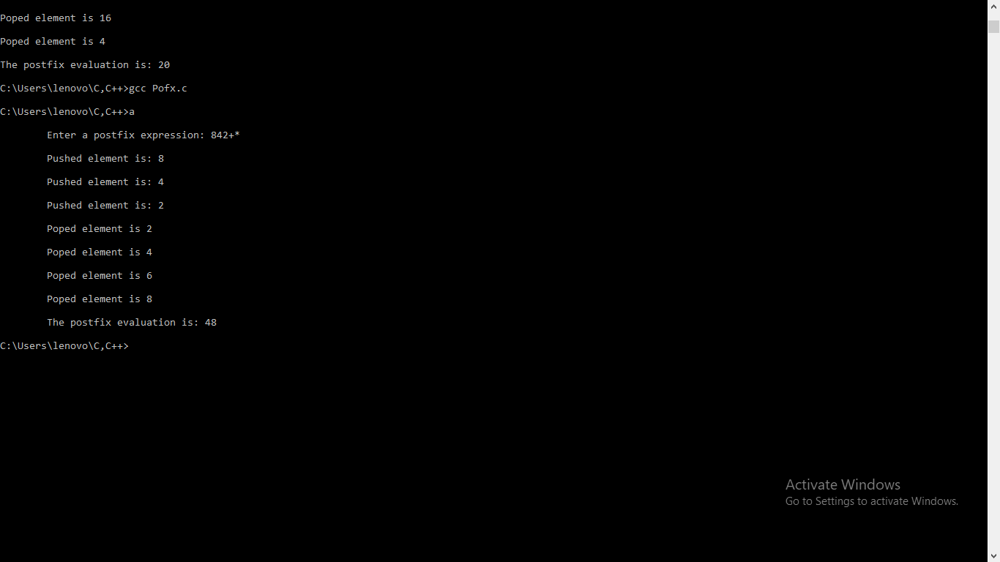 Poped element is 16
Poped element is 4
The postfix evaluation is: 20
C:\Users\lenovo\C,C++>gcc Pofx.c
C:\Users\lenovo\C,C++>a
Enter a postfix expression: 842+*
Pushed element is: 8
Pushed element is: 4
Pushed element is: 2
Poped element is 2
Poped element is 4
Poped element is 6
Poped element is 8
The postfix evaluation is: 48
C:\Users\lenovo\C,C++>
Activate Windows
Go to Settings to activate Windows.